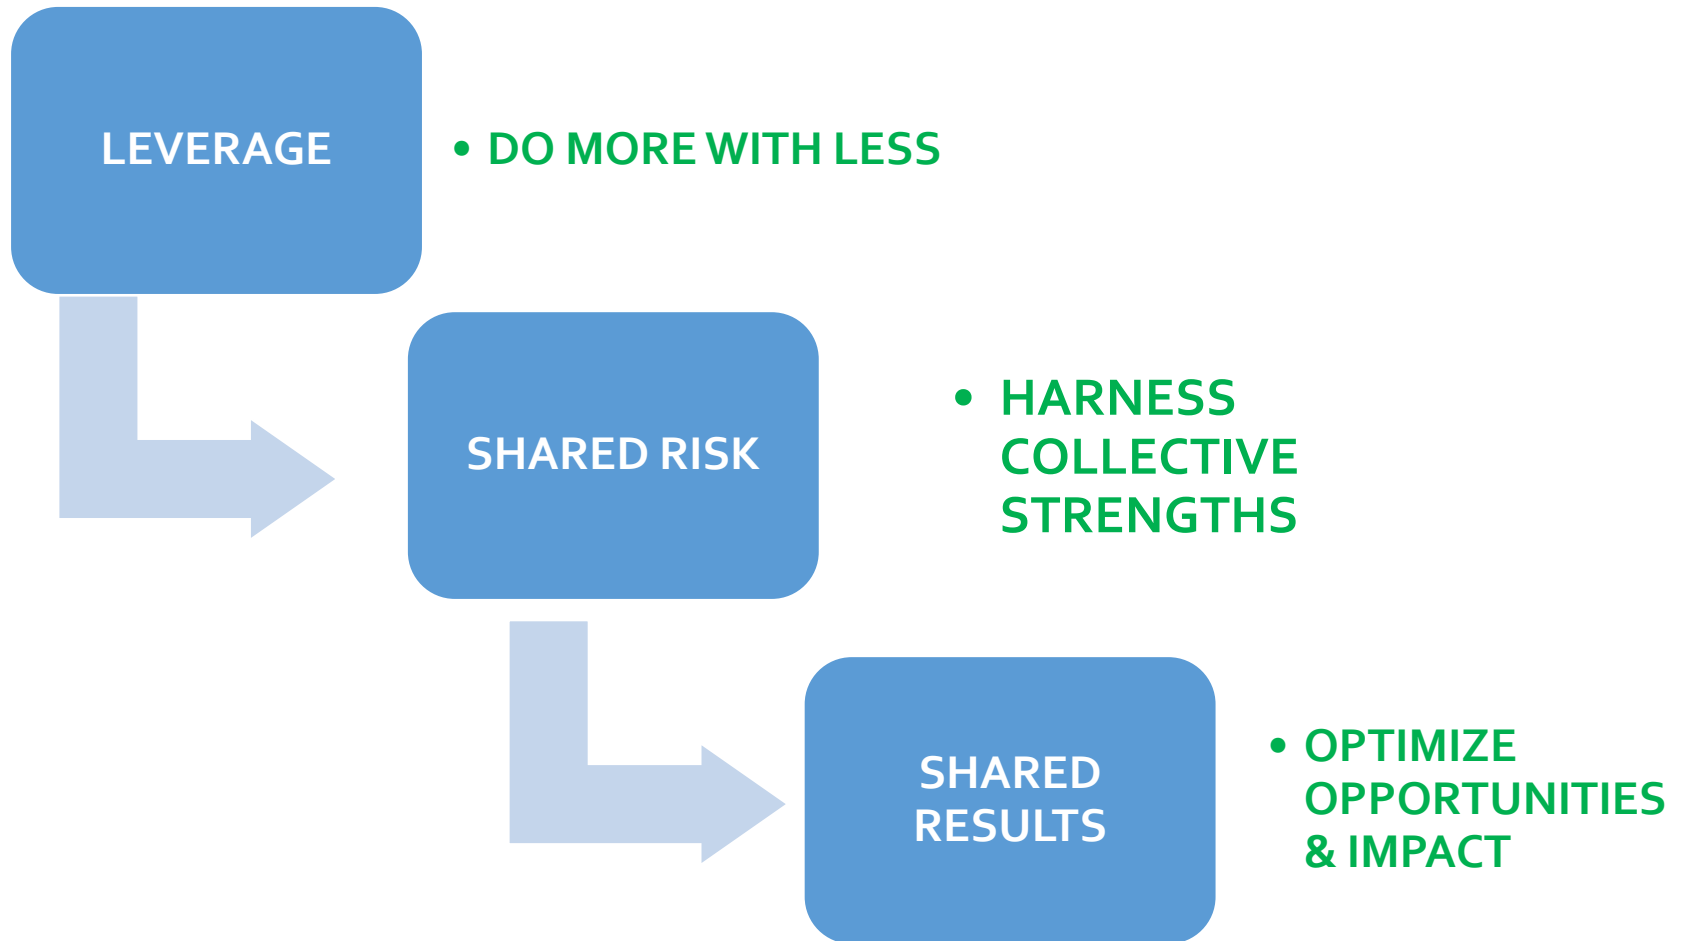 LEVERAGE
• DO MORE WITH LESS
SHARED RISK
• HARNESS
COLLECTIVE
STRENGTHS
SHARED
RESULTS
• OPTIMIZE
OPPORTUNITIES
& IMPACT